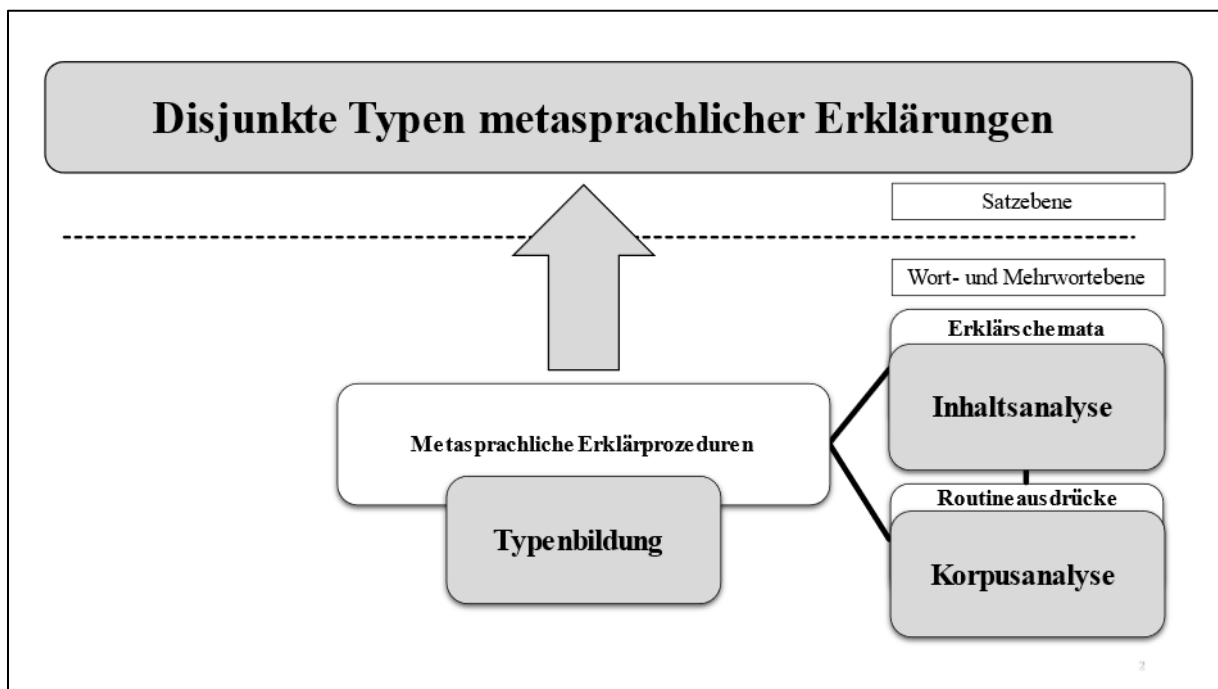 Disjunkte Typen metasprachlicher Erklärungen
Satzebene
Wort- und Mehrwortebene
Erklärschemata
Inhaltsanalyse
Metasprachliche Erklärprozeduren
Typenbildung
Routineausdrücke
Korpusanalyse
2